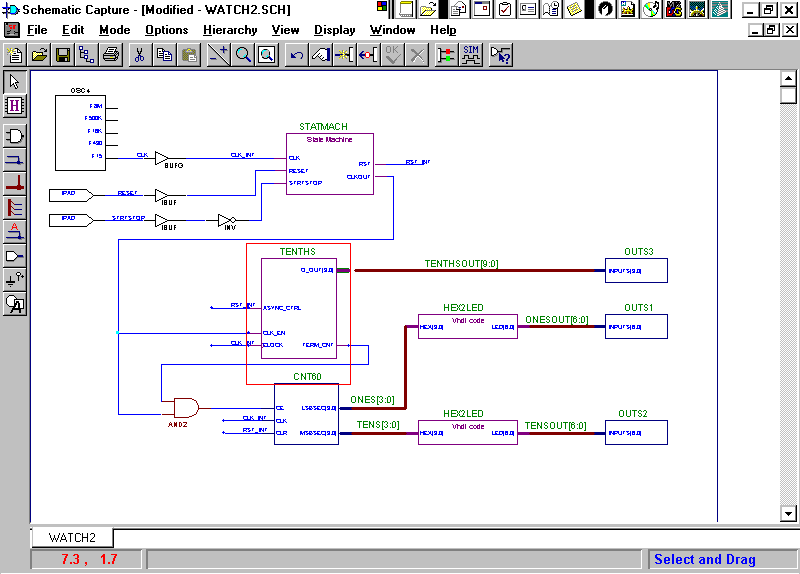 Schematic Capture - [Modified - WATCH2.SCH]
File Edit Mode Options Hierarchy View Display Window Help
OK
SIM
H
A
OSC4
F8M
F500K
F16K
F490
F15
CLK
BUFG
CLK_INT
STATMACH
State Machine
CLK
RESET
STRTSTOP
RST
CLKOUT
RST_INT
IPAD
RESET
IBUF
IPAD
STRTSTOP
IBUF
INV
TENTHS
Q_OUT(9:0)
RST_INT
ASYNC_CTRL
CLK_EN
CLK_INT
CLOCK
TERM_CNT
TENTHSOUT[9:0]
OUTS3
INPUTS(9:0)
HEX2LED
Vhdl code
HEX(3:0)
LED(6:0)
ONESOUT[6:0]
OUTS1
INPUTS(6:0)
CNT60
CE
CLK
CLR
LSBSEC(3:0)
MSBSEC(3:0)
AND2
CLK_INT
RST_INT
ONES[3:0]
TENS[3:0]
HEX2LED
Vhdl code
HEX(3:0)
LED(6:0)
TENSOUT[6:0]
OUTS2
INPUTS(6:0)
WATCH2
7.3 , 1.7
Select and Drag